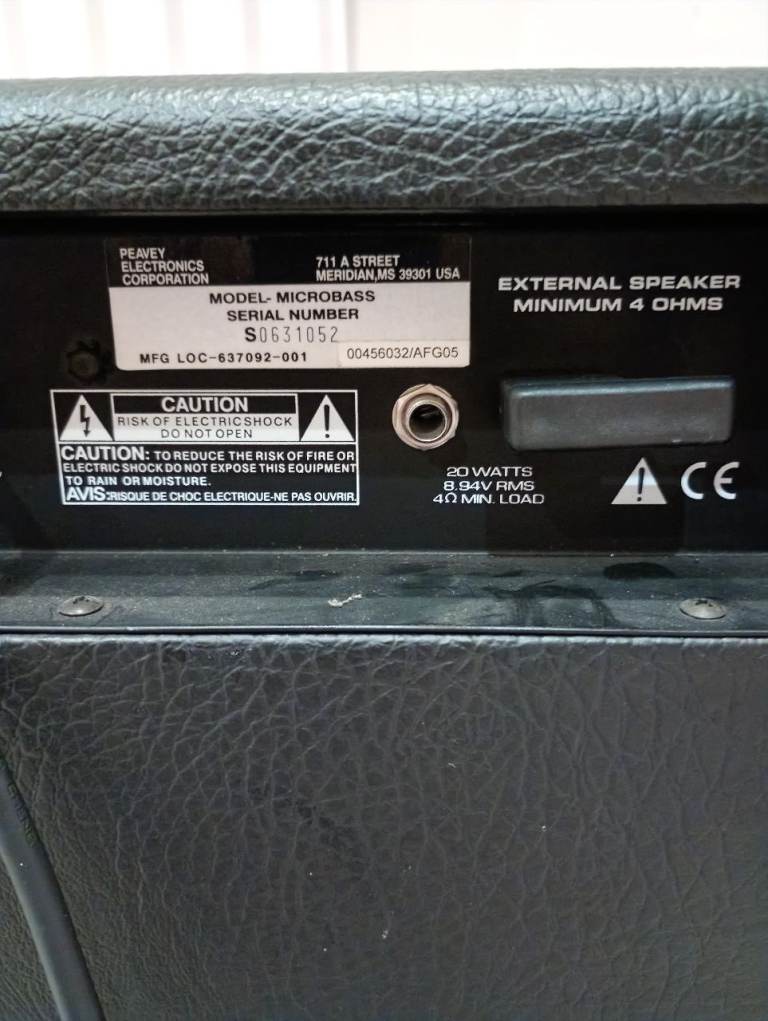 PEAVEY
ELECTRONICS
CORPORATION
711 A STREET
MERIDIAN,MS 39301 USA
MODEL- MICROBASS
SERIAL NUMBER
S0631052
MFG LOC-637092-001
00456032/AFG05
EXTERNAL SPEAKER
MINIMUM 4 OHMS
CAUTION
RISK OF ELECTRIC SHOCK
DO NOT OPEN
CAUTION: TO REDUCE THE RISK OF FIRE OR
ELECTRIC SHOCK DO NOT EXPOSE THIS EQUIPMENT
TO RAIN OR MOISTURE.
AVIS:RISQUE DE CHOC ELECTRIQUE-NE PAS OUVRIR.
20 WATTS
8.94V RMS
4Ω MIN. LOAD
CE